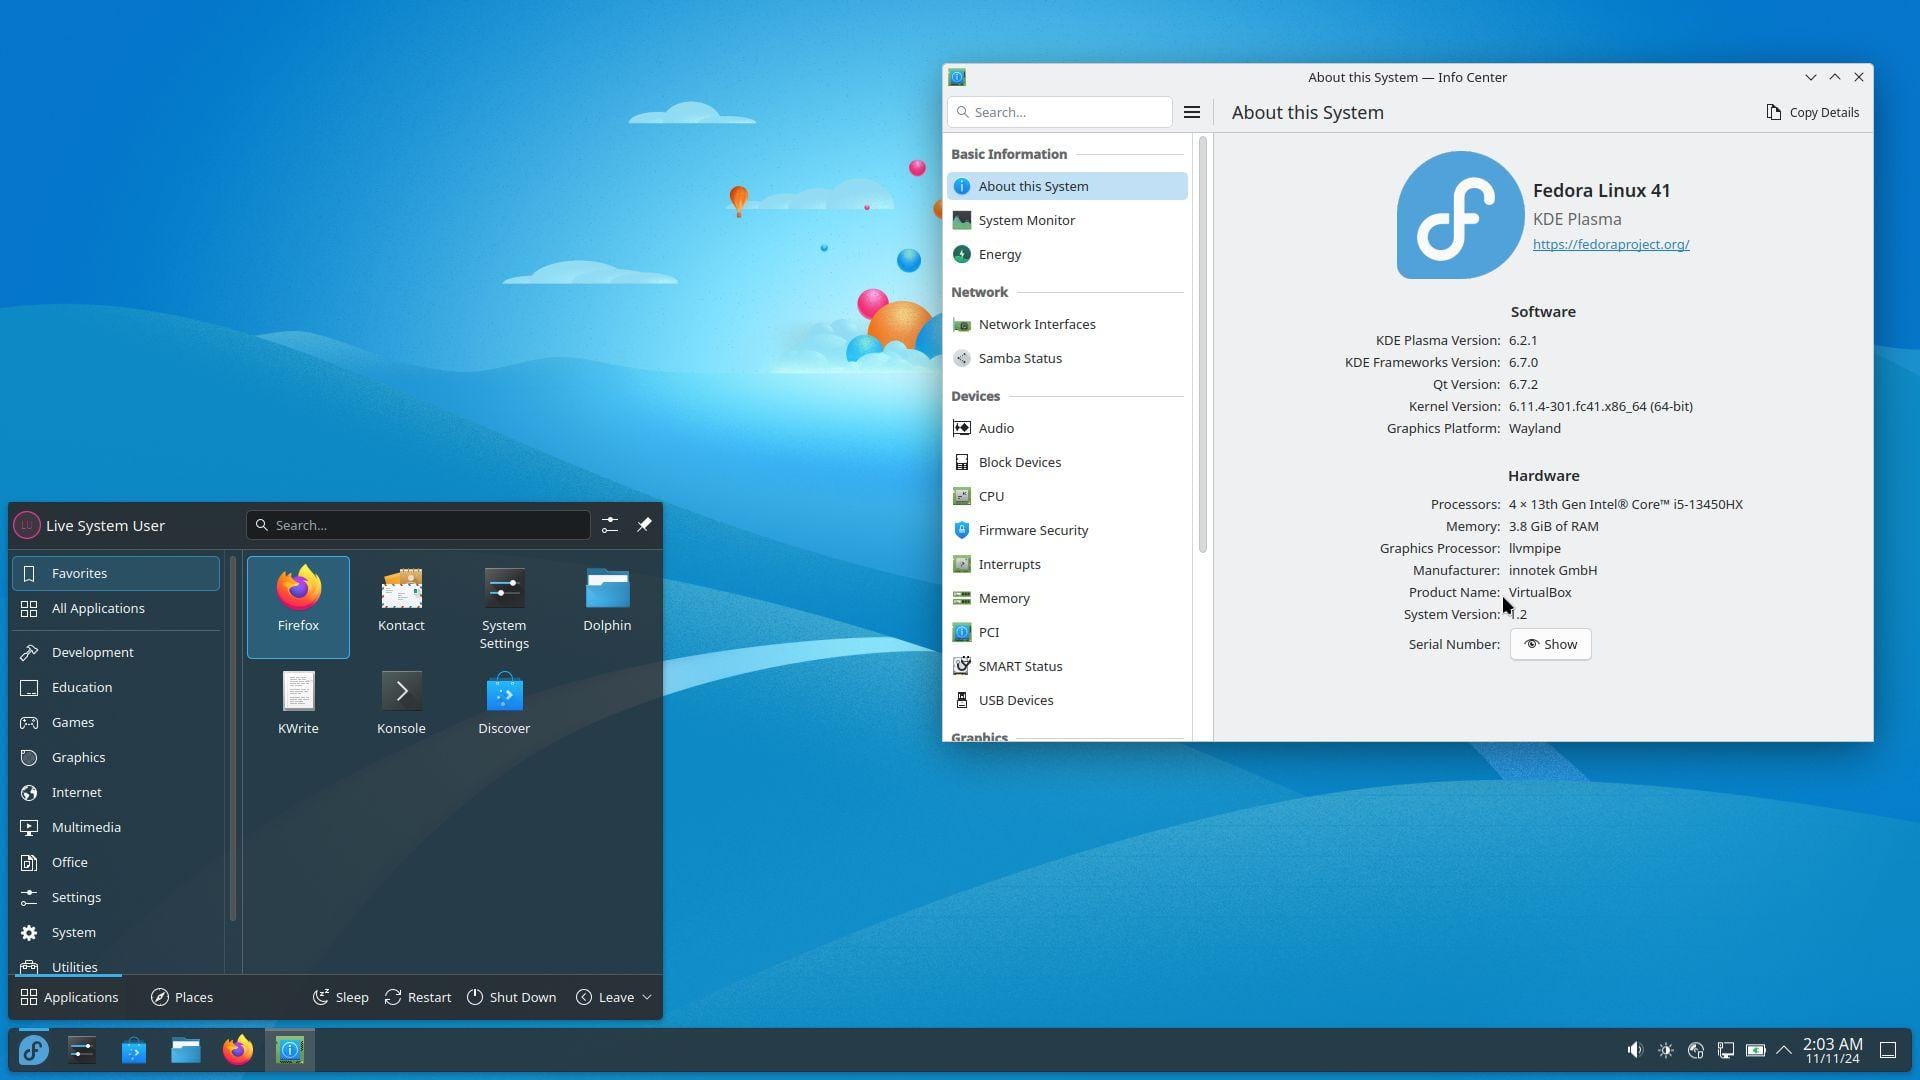 About this System — Info Center
Search...
About this System
Copy Details
Basic Information
About this System
System Monitor
Energy
Network
Network Interfaces
Samba Status
Devices
Audio
Block Devices
CPU
Firmware Security
Interrupts
Memory
PCI
SMART Status
USB Devices
Graphics
Fedora Linux 41
KDE Plasma
https://fedoraproject.org/
Software
KDE Plasma Version: 6.2.1
KDE Frameworks Version: 6.7.0
Qt Version: 6.7.2
Kernel Version: 6.11.4-301.fc41.x86_64 (64-bit)
Graphics Platform: Wayland
Hardware
Processors: 4 × 13th Gen Intel® Core™ i5-13450HX
Memory: 3.8 GiB of RAM
Graphics Processor: llvmpipe
Manufacturer: innotek GmbH
Product Name: VirtualBox
System Version: 1.2
Serial Number: Show
LU
Live System User
Search...
Favorites
All Applications
Development
Education
Games
Graphics
Internet
Multimedia
Office
Settings
System
Utilities
Firefox
Kontact
System
Settings
Dolphin
KWrite
Konsole
Discover
Applications
Places
Sleep
Restart
Shut Down
Leave
2:03 AM
11/11/24